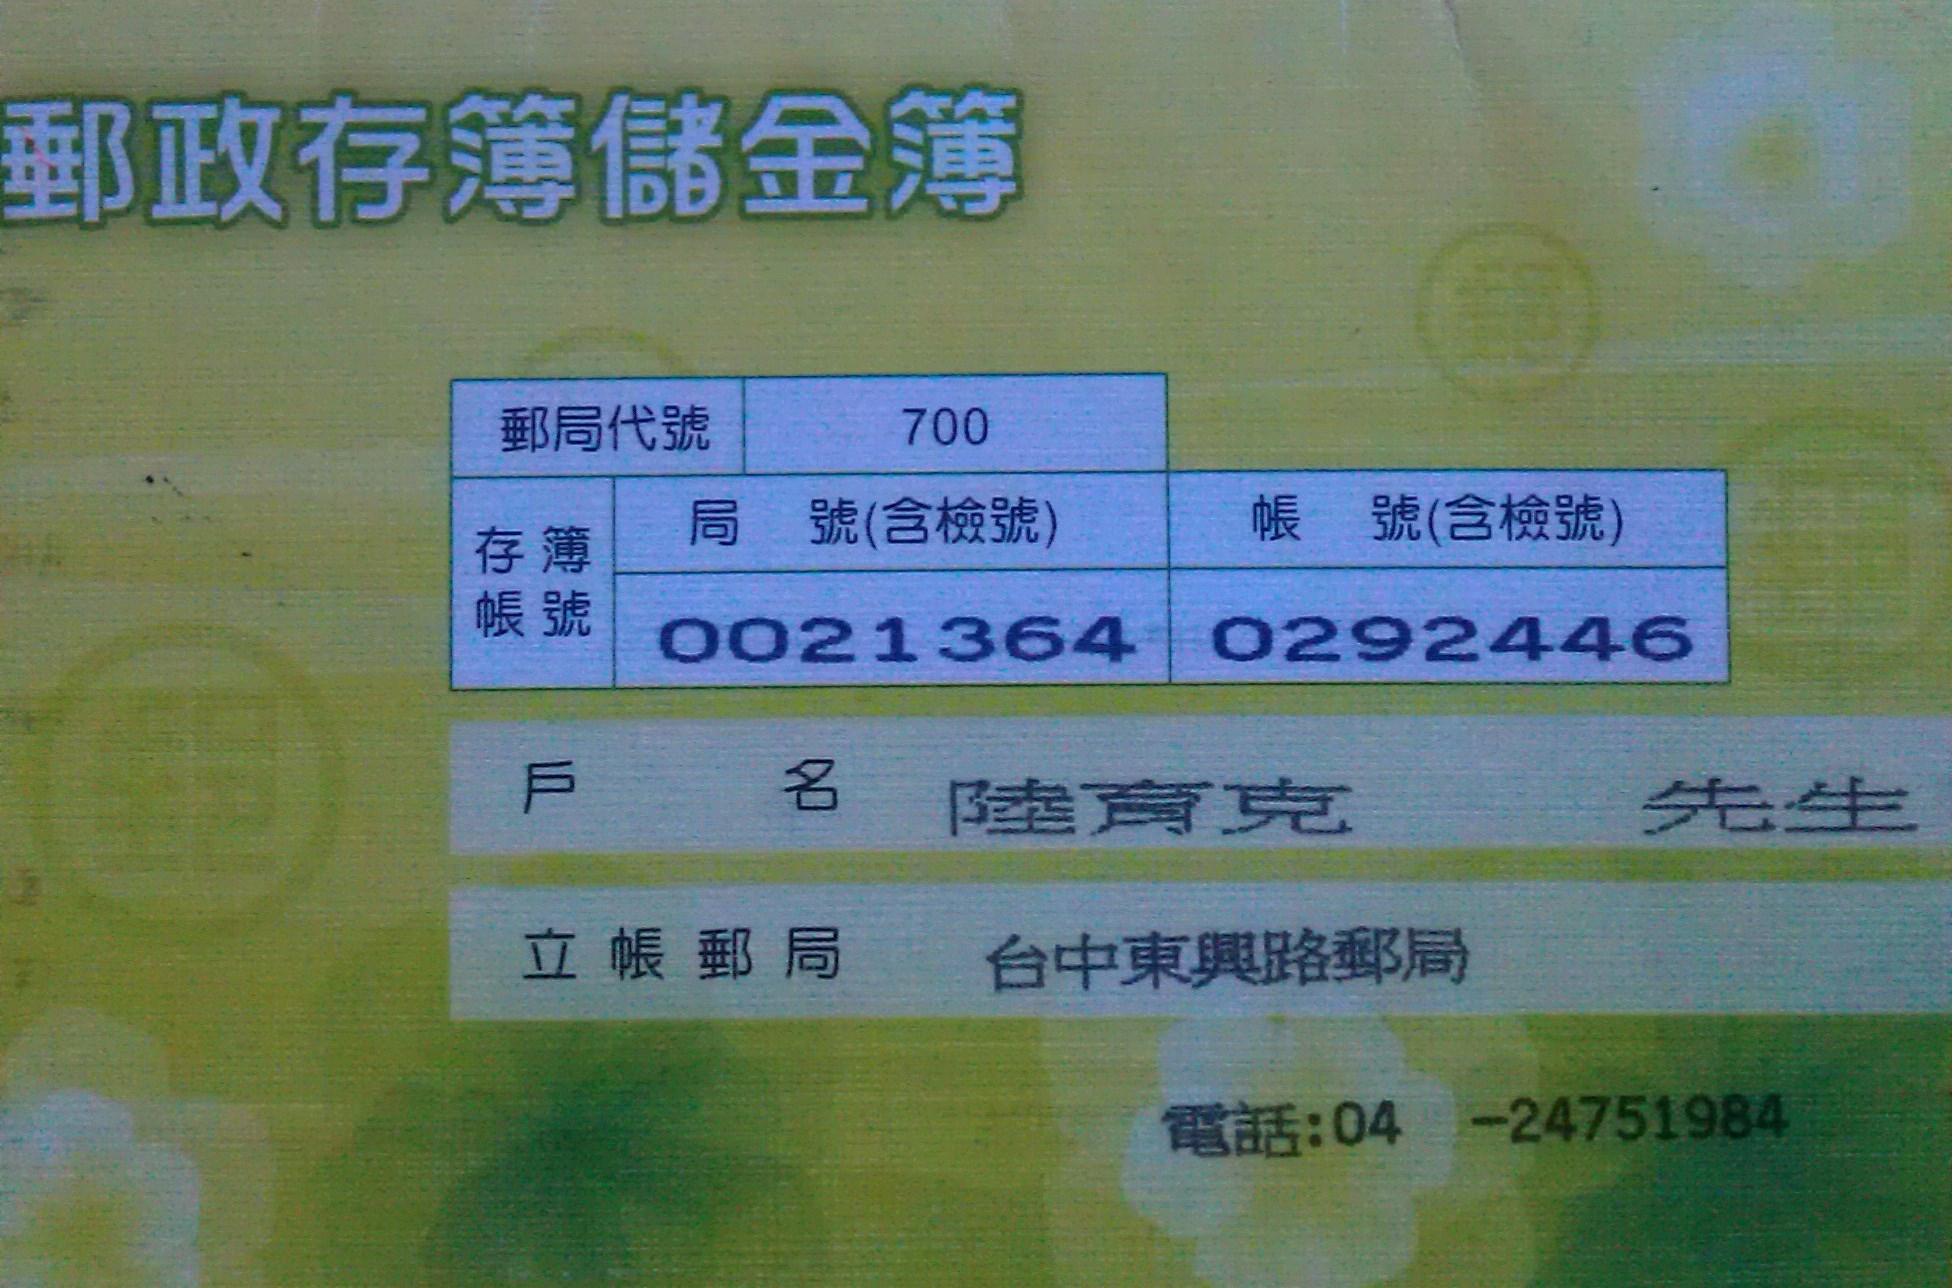 郵政存簿儲金簿
郵局代號 700
存簿帳號 局 號(含檢號) 帳 號(含檢號)
0021364 0292446
戶 名 陸育克 先生
立帳郵局 台中東興路郵局
電話:04 -24751984